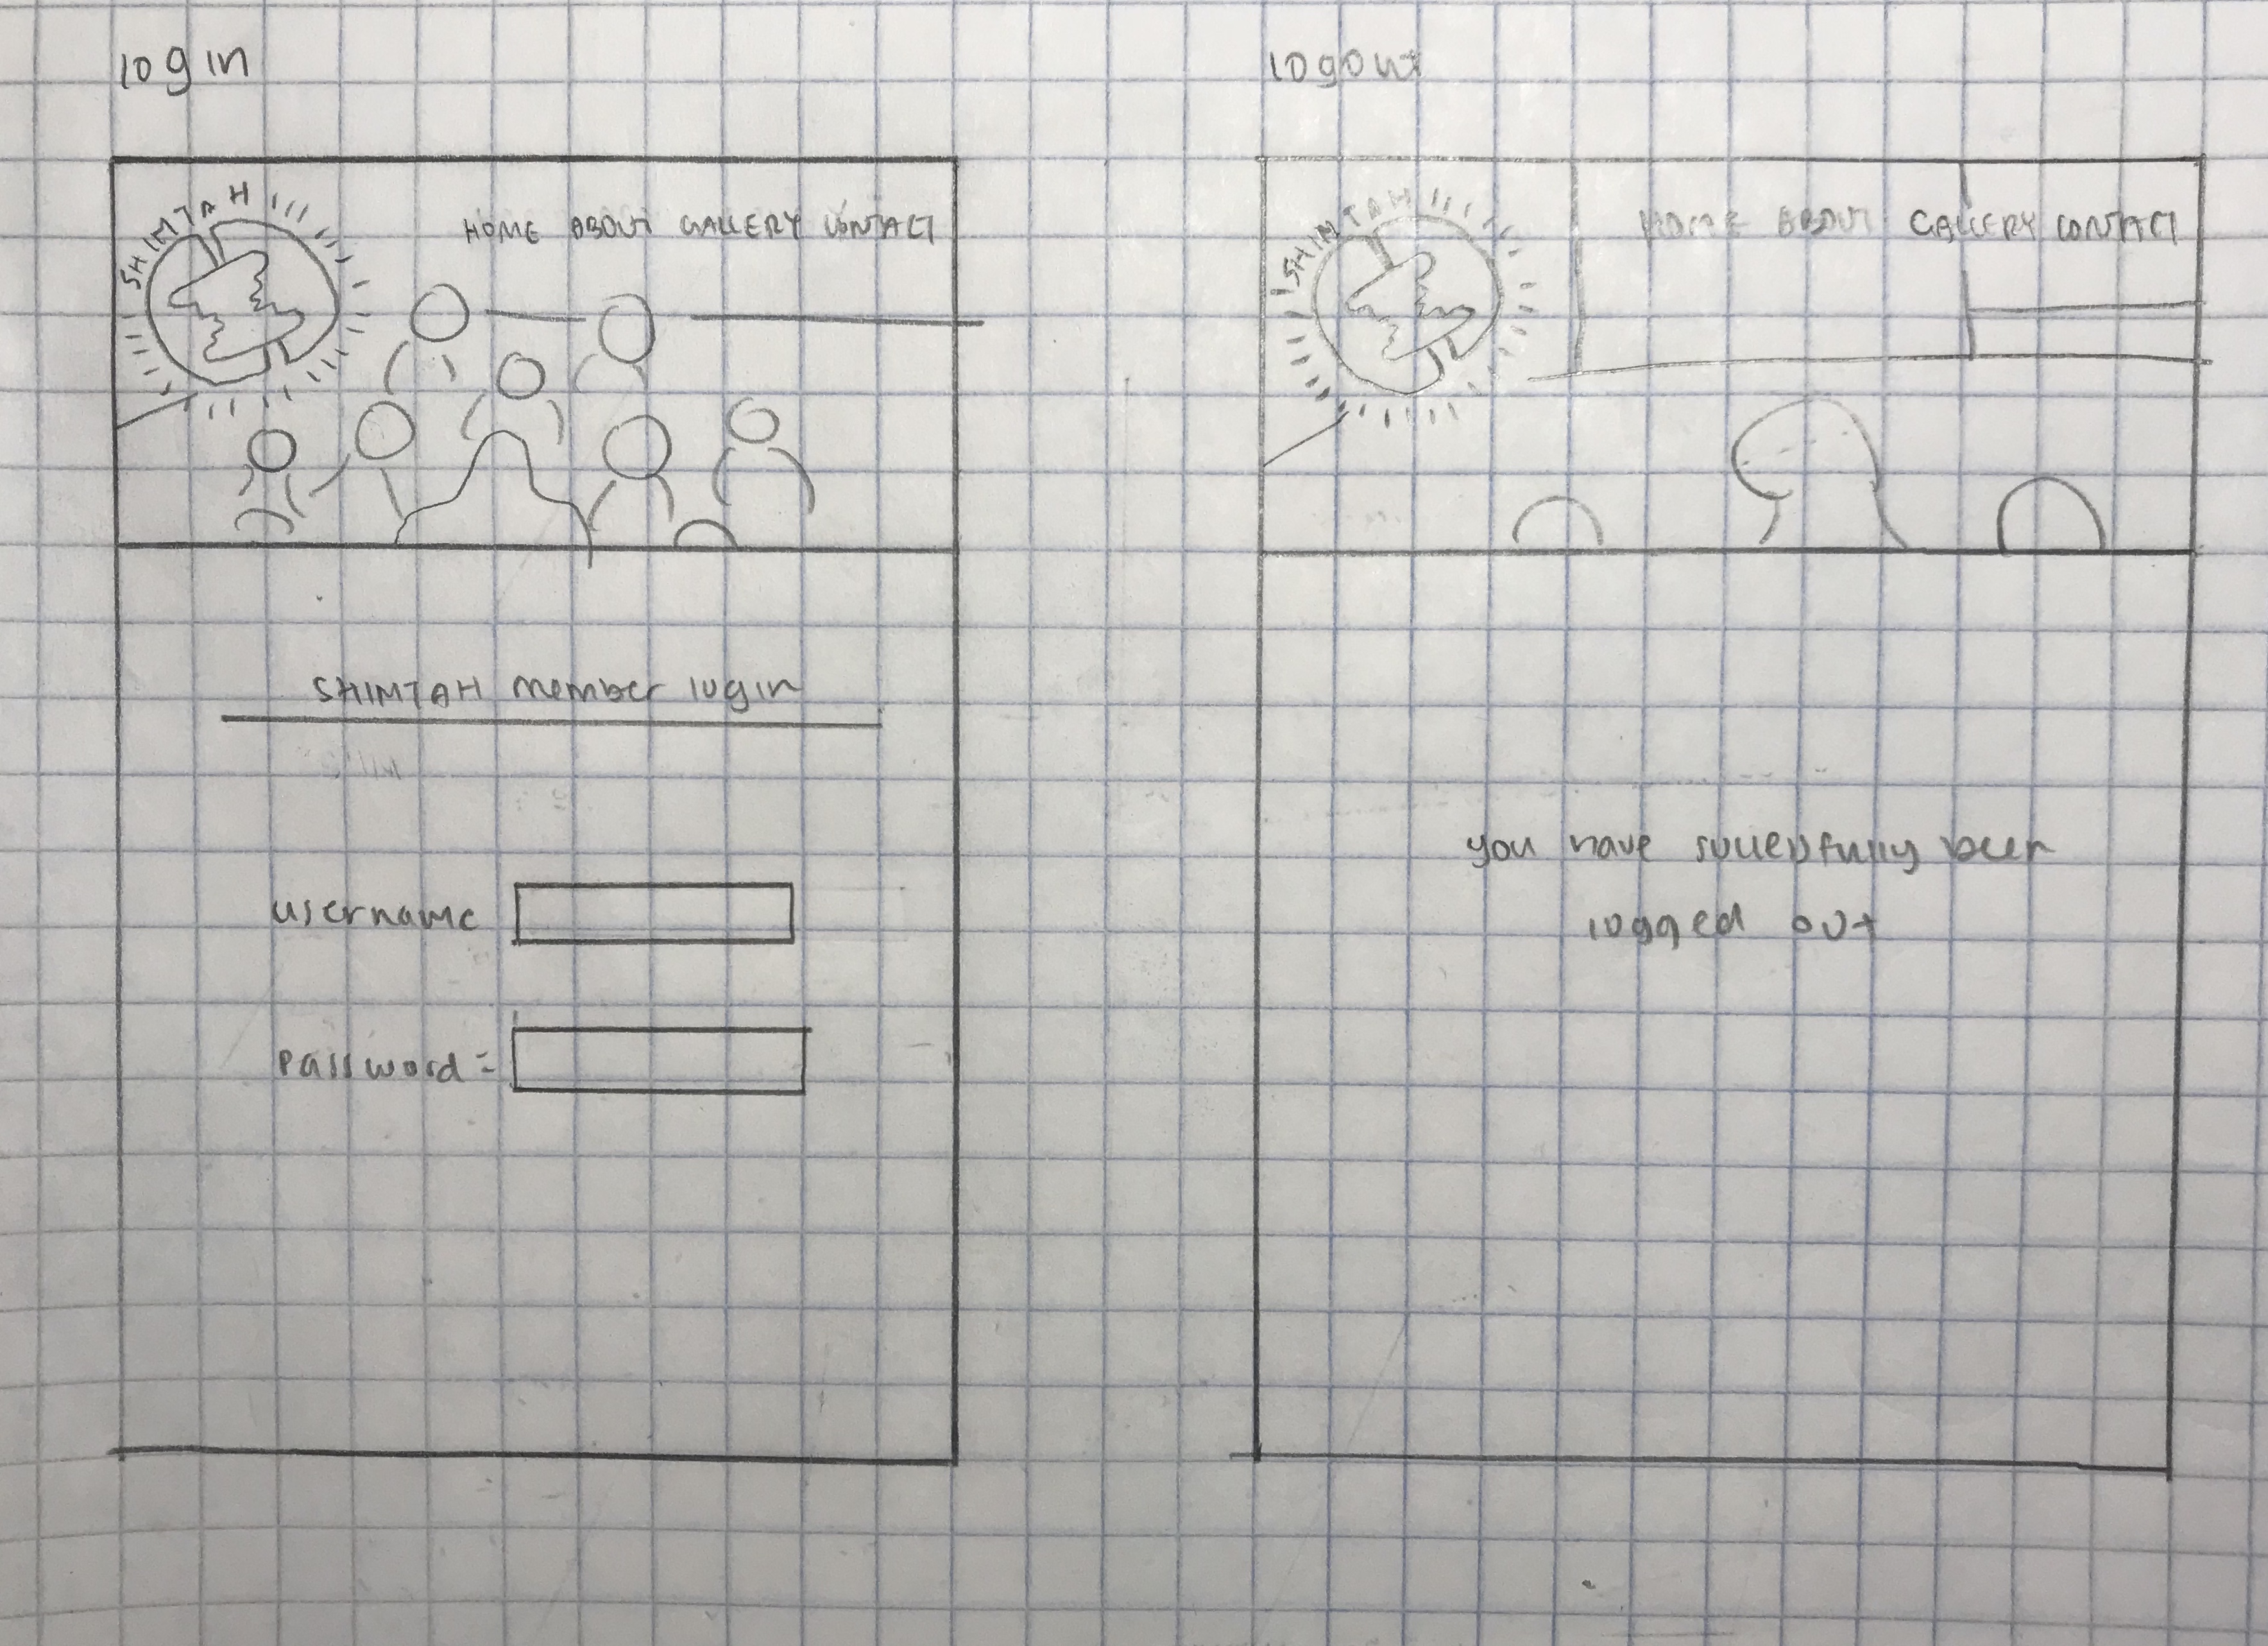 login
SHIMTAH
HOME ABOUT GALLERY CONTACT
SHIMTAH member login
username
password:
logout
SHIMTAH
HOME ABOUT GALLERY CONTACT
you have succesfully been
logged out